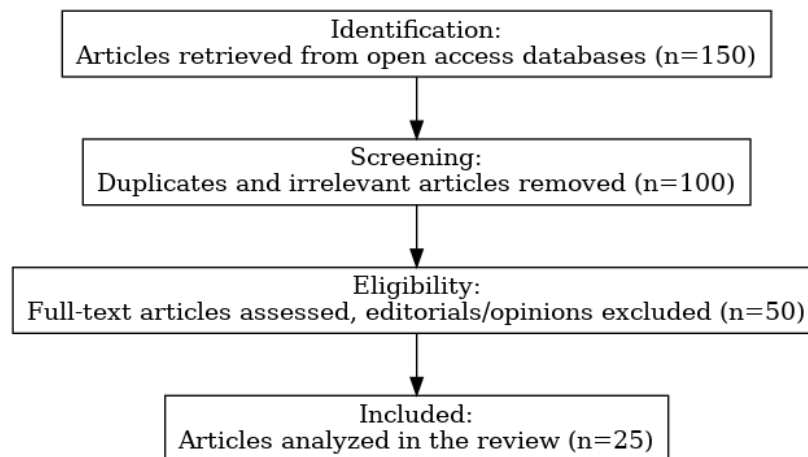 Identification:
Articles retrieved from open access databases (n=150)
Screening:
Duplicates and irrelevant articles removed (n=100)
Eligibility:
Full-text articles assessed, editorials/opinions excluded (n=50)
Included:
Articles analyzed in the review (n=25)